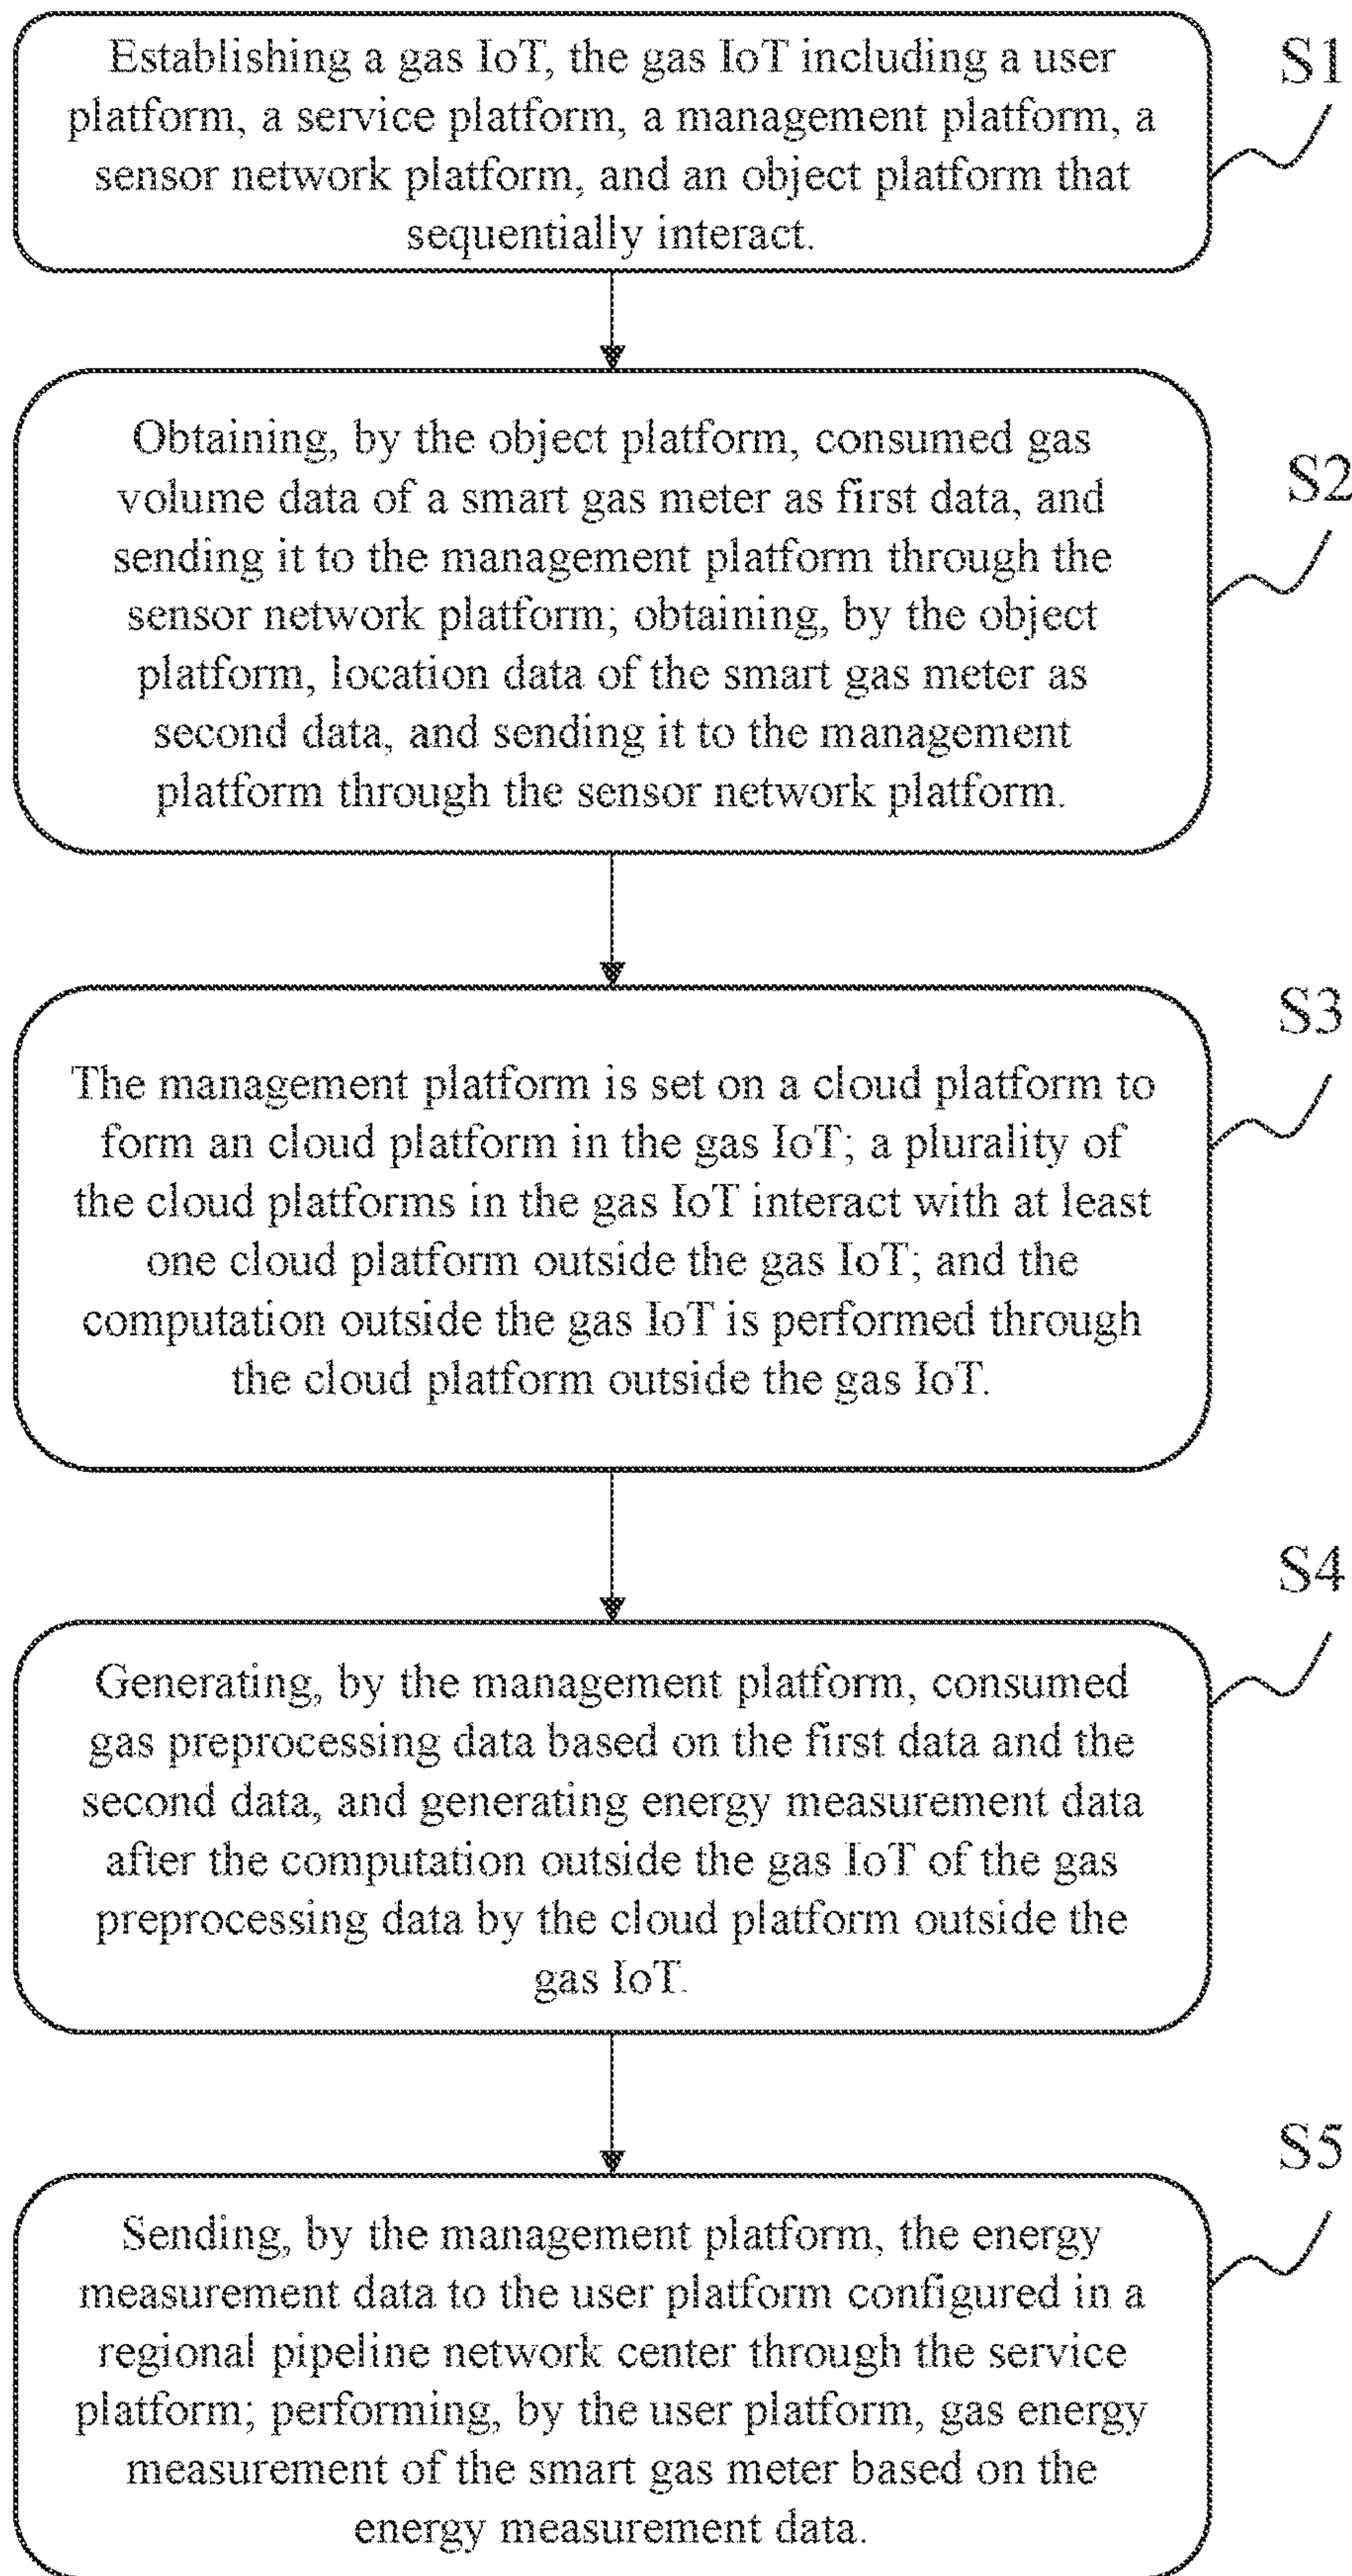 Establishing a gas IoT, the gas IoT including a user
platform, a service platform, a management platform, a
sensor network platform, and an object platform that
sequentially interact.
S1
Obtaining, by the object platform, consumed gas
volume data of a smart gas meter as first data, and
sending it to the management platform through the
sensor network platform; obtaining, by the object
platform, location data of the smart gas meter as
second data, and sending it to the management
platform through the sensor network platform.
S2
The management platform is set on a cloud platform to
form an cloud platform in the gas IoT; a plurality of
the cloud platforms in the gas IoT interact with at least
one cloud platform outside the gas IoT; and the
computation outside the gas IoT is performed through
the cloud platform outside the gas IoT.
S3
Generating, by the management platform, consumed
gas preprocessing data based on the first data and the
second data, and generating energy measurement data
after the computation outside the gas IoT of the gas
preprocessing data by the cloud platform outside the
gas IoT.
S4
Sending, by the management platform, the energy
measurement data to the user platform configured in a
regional pipeline network center through the service
platform; performing, by the user platform, gas energy
measurement of the smart gas meter based on the
energy measurement data.
S5